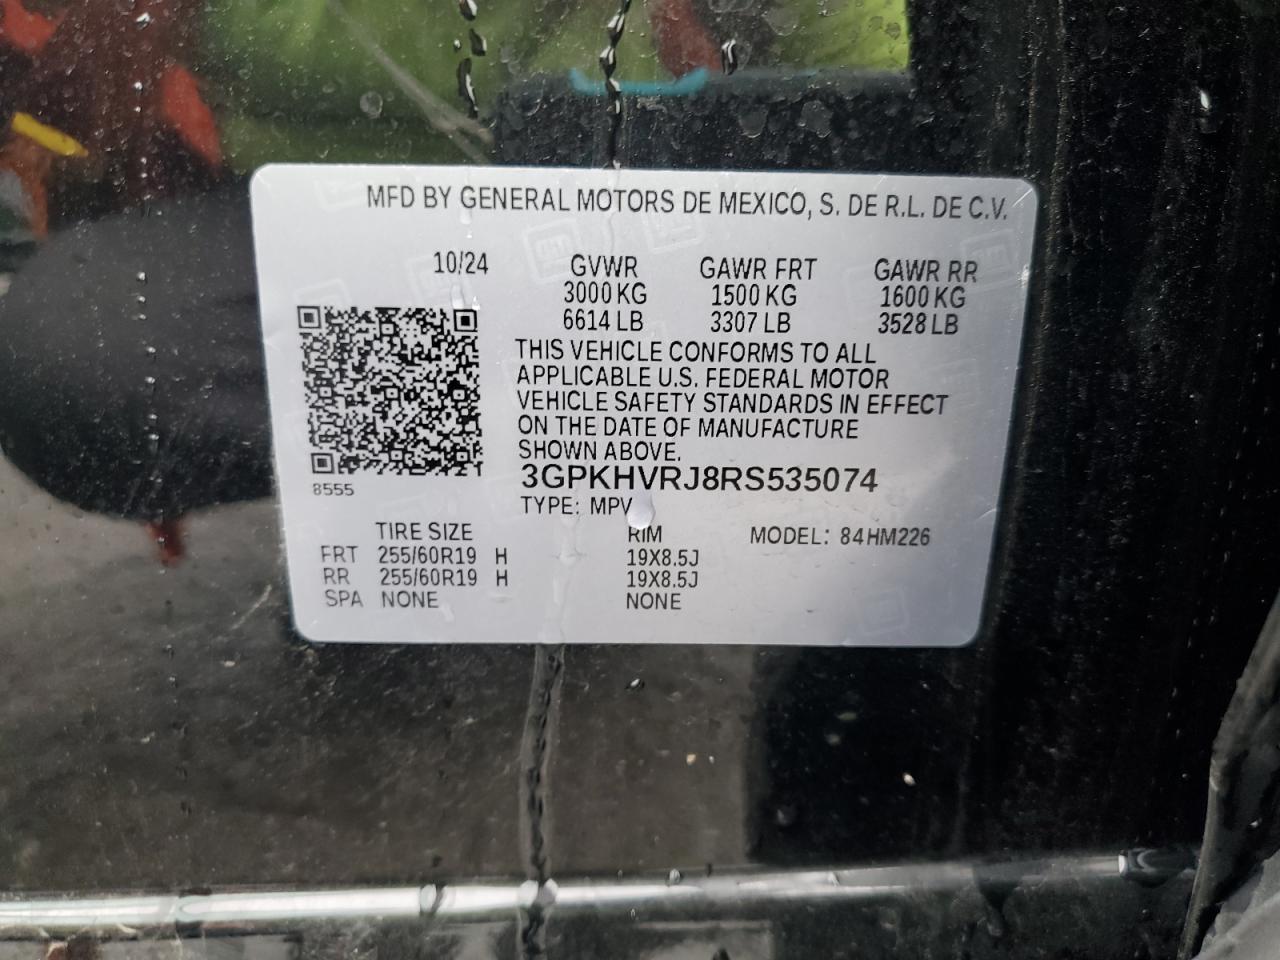 MFD BY GENERAL MOTORS DE MEXICO, S. DE R.L. DE C.V.
10/24 GVWR GAWR FRT GAWR RR
3000 KG 1500 KG 1600 KG
6614 LB 3307 LB 3528 LB
THIS VEHICLE CONFORMS TO ALL
APPLICABLE U.S. FEDERAL MOTOR
VEHICLE SAFETY STANDARDS IN EFFECT
ON THE DATE OF MANUFACTURE
SHOWN ABOVE.
3GPKHVRJ8RS535074
8555
TYPE: MPV
TIRE SIZE RIM MODEL: 84HM226
FRT 255/60R19 H 19X8.5J
RR 255/60R19 H 19X8.5J
SPA NONE NONE